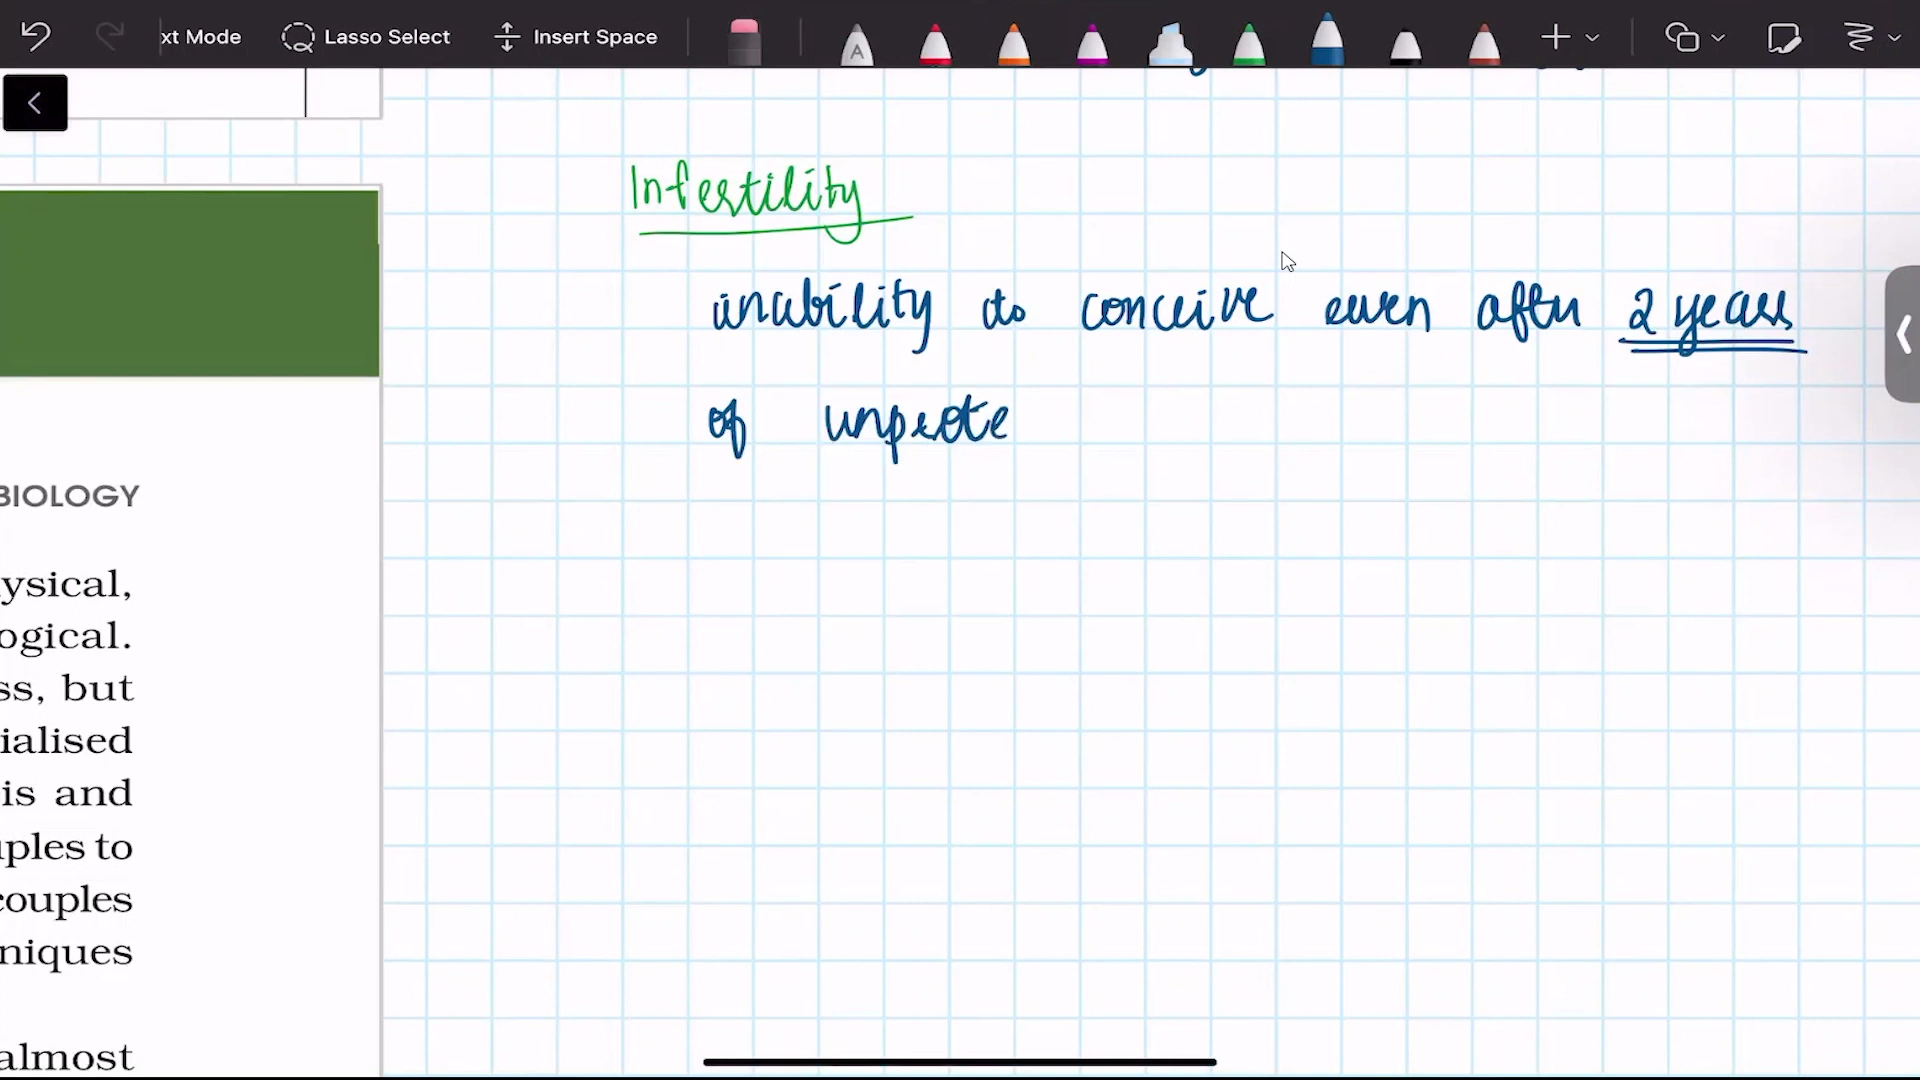 xt Mode Lasso Select Insert Space
A
Infertility
inability to conceive even after 2 years
of unprote
BIOLOGY
ysical,
ogical.
ss, but
ialised
is and
ples to
couples
niques
almost